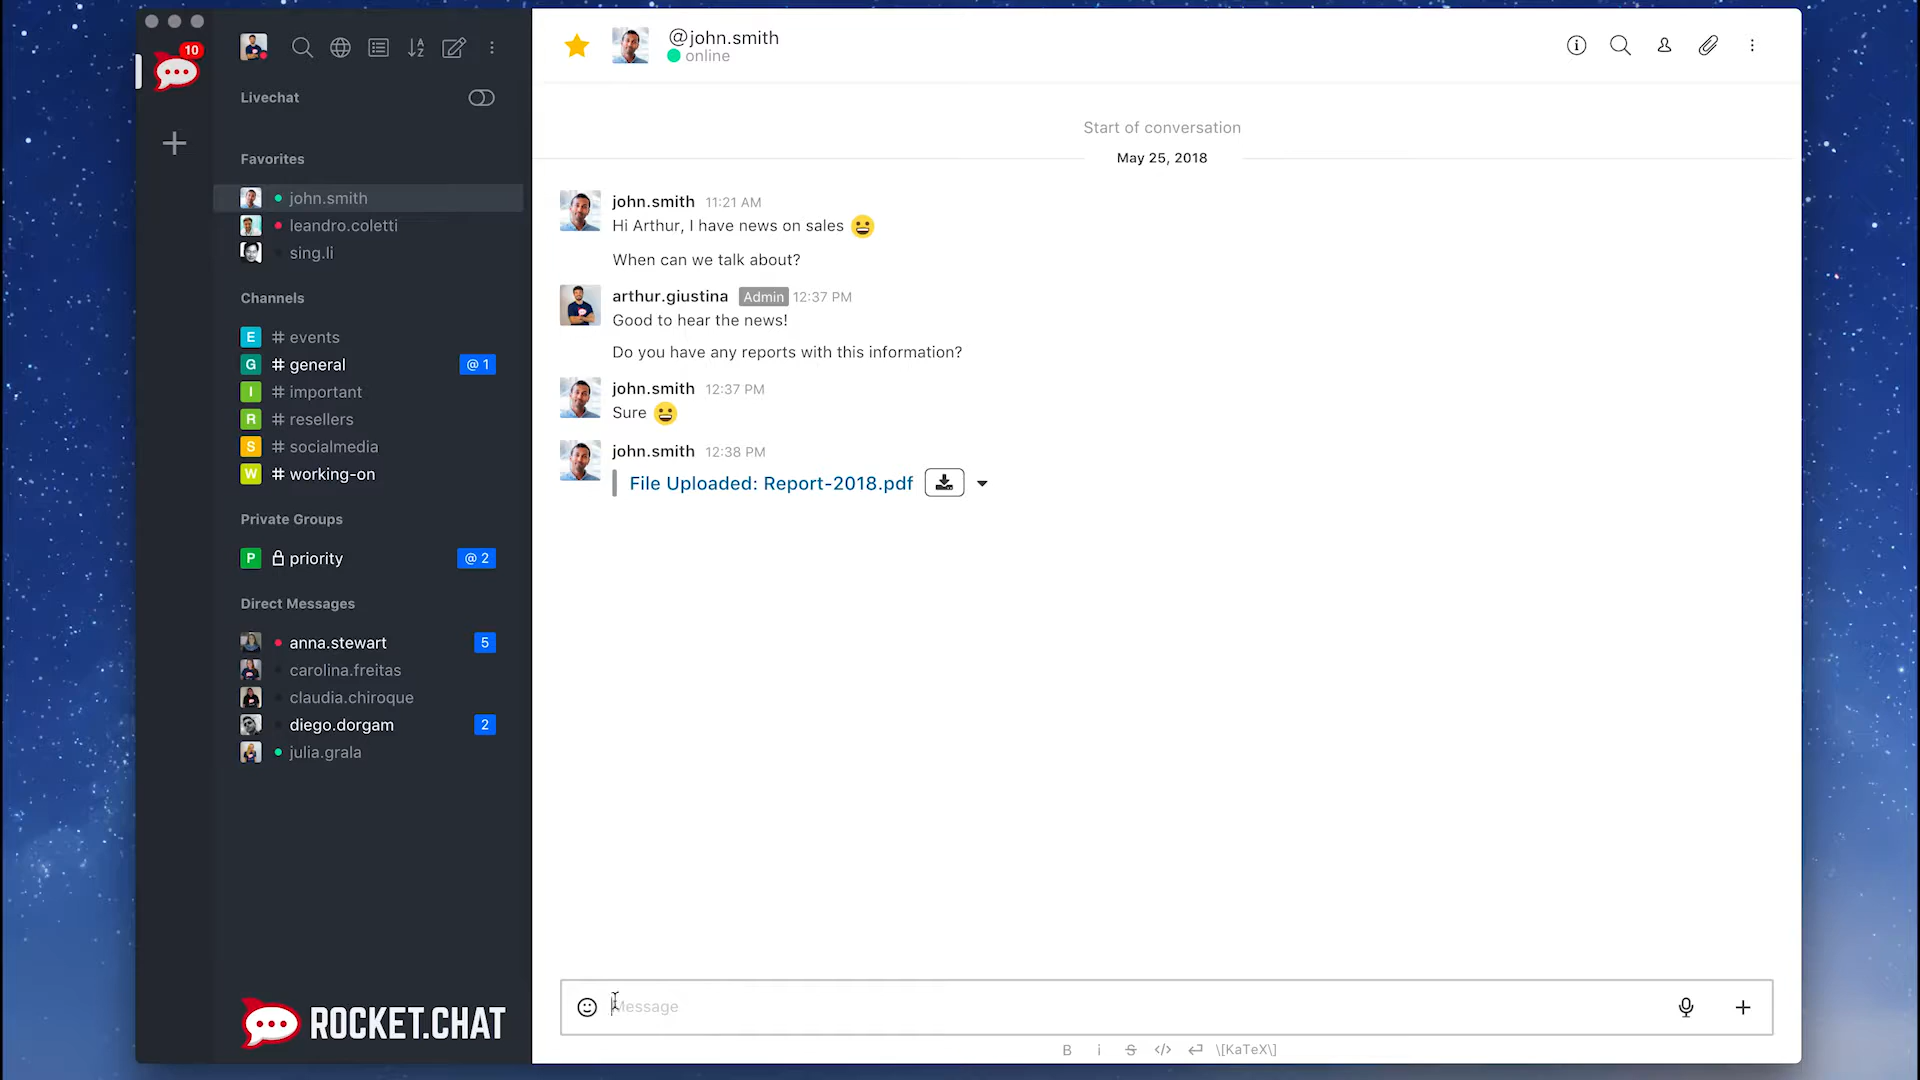 10
Livechat
Favorites
john.smith
leandro.coletti
sing.li
Channels
E # events
G # general @ 1
I # important
R # resellers
S # socialmedia
W # working-on
Private Groups
P priority @ 2
Direct Messages
anna.stewart 5
carolina.freitas
claudia.chiroque
diego.dorgam 2
julia.grala
ROCKET.CHAT
@john.smith
online
Start of conversation
May 25, 2018
john.smith 11:21 AM
Hi Arthur, I have news on sales
When can we talk about?
arthur.giustina Admin 12:37 PM
Good to hear the news!
Do you have any reports with this information?
john.smith 12:37 PM
Sure
john.smith 12:38 PM
File Uploaded: Report-2018.pdf
Message
B i S </> \[KaTeX\]